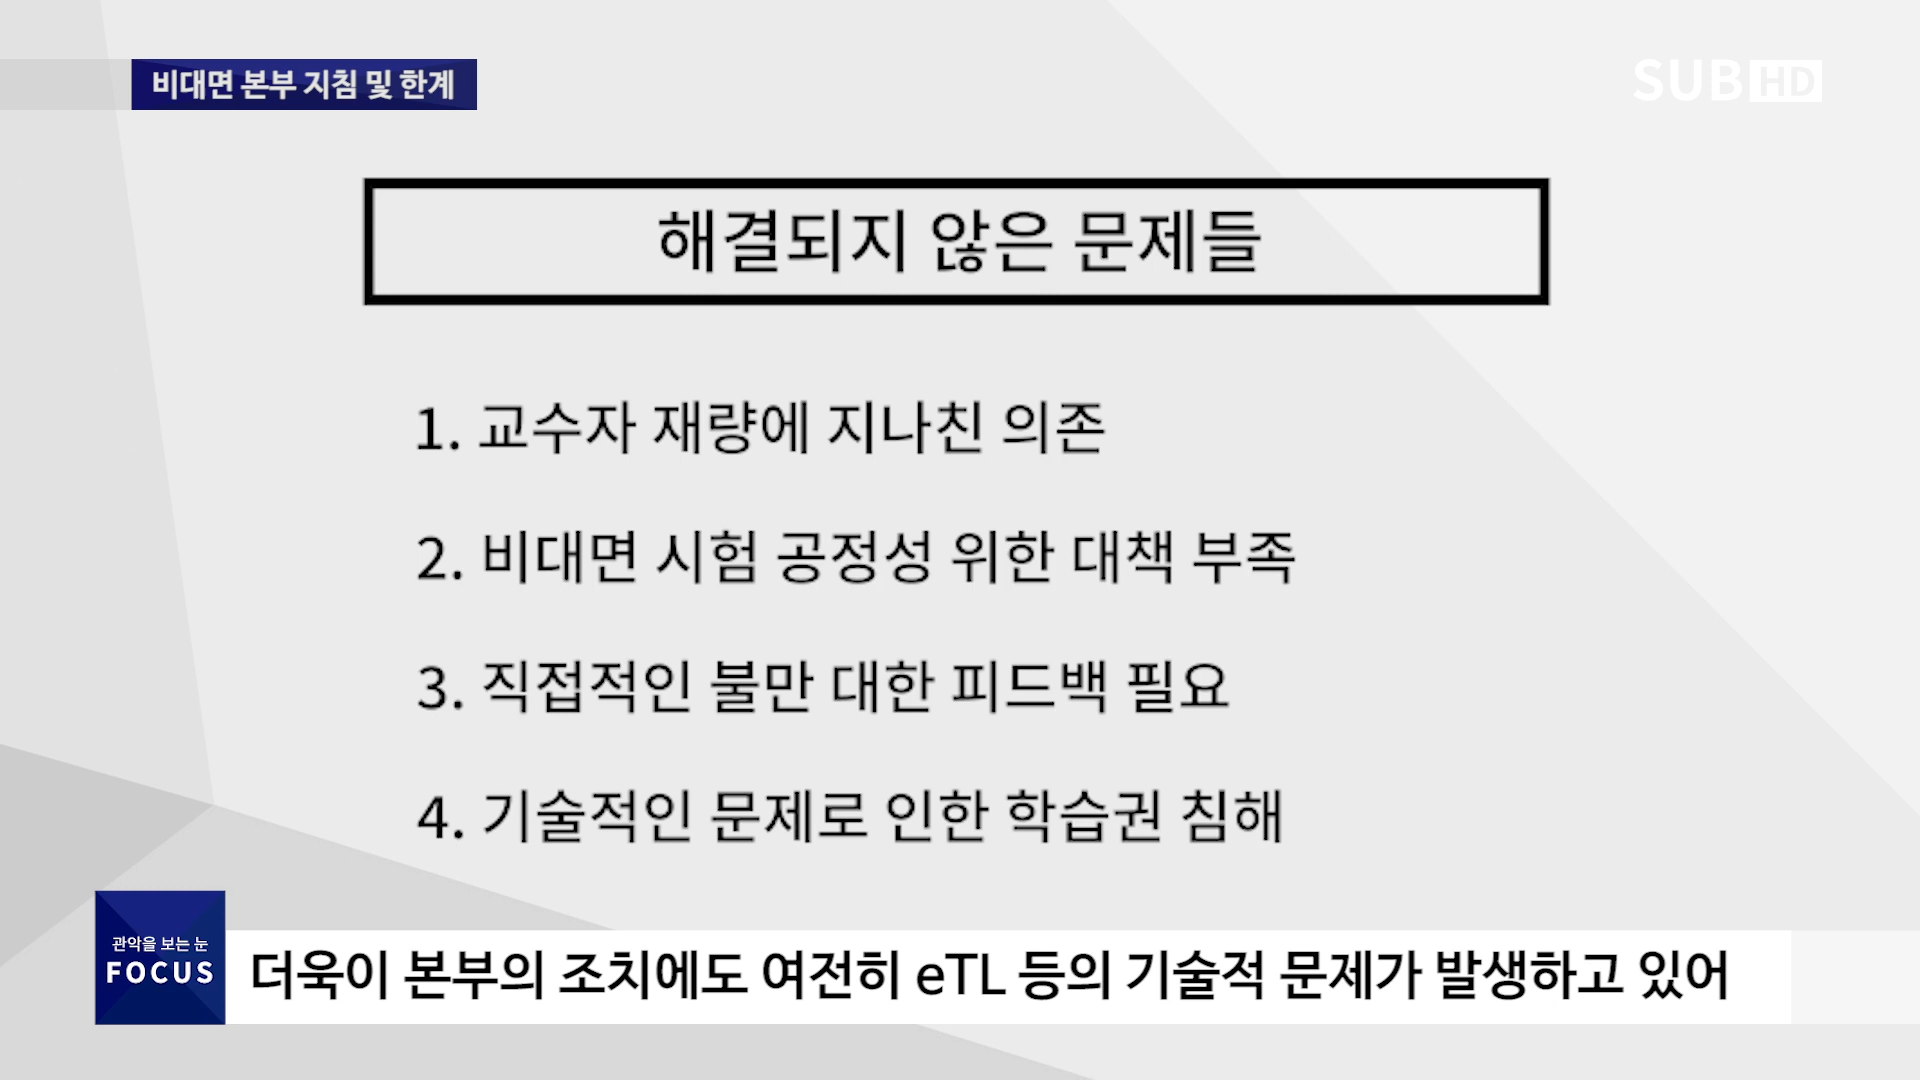 비대면 본부 지침 및 한계
SUB HD
해결되지 않은 문제들
1. 교수자 재량에 지나친 의존
2. 비대면 시험 공정성 위한 대책 부족
3. 직접적인 불만 대한 피드백 필요
4. 기술적인 문제로 인한 학습권 침해
관악을 보는 눈
FOCUS
더욱이 본부의 조치에도 여전히 eTL 등의 기술적 문제가 발생하고 있어